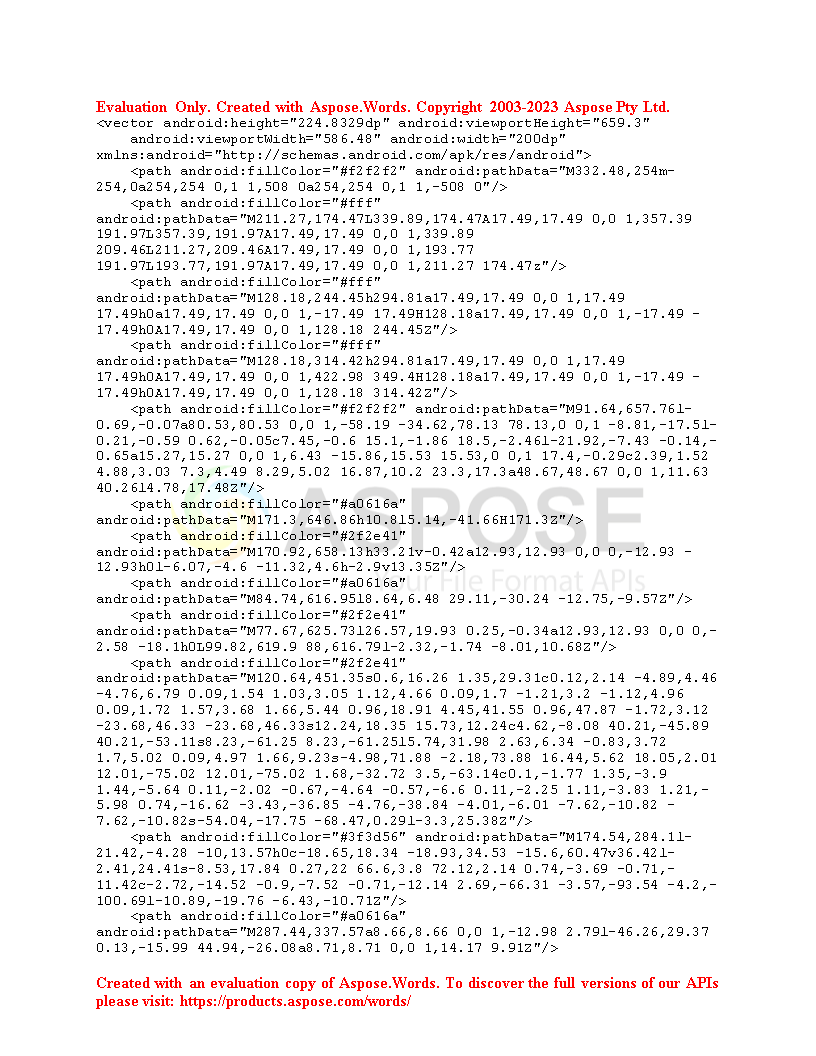 Evaluation Only. Created with Aspose.Words. Copyright 2003-2023 Aspose Pty Ltd.
<vector android:height="224.8329dp" android:viewportHeight="659.3"
android:viewportWidth="586.48" android:width="200dp"
xmlns:android="http://schemas.android.com/apk/res/android">
<path android:fillColor="#f2f2f2" android:pathData="M332.48,254m-
254,0a254,254 0,1 1,508 0a254,254 0,1 1,-508 0"/>
<path android:fillColor="#fff"
android:pathData="M211.27,174.47L339.89,174.47A17.49,17.49 0,0 1,357.39
191.97L357.39,191.97A17.49,17.49 0,0 1,339.89
209.46L211.27,209.46A17.49,17.49 0,0 1,193.77
191.97L193.77,191.97A17.49,17.49 0,0 1,211.27 174.47z"/>
<path android:fillColor="#fff"
android:pathData="M128.18,244.45h294.81a17.49,17.49 0,0 1,17.49
17.49h0a17.49,17.49 0,0 1,-17.49 17.49H128.18a17.49,17.49 0,0 1,-17.49 -
17.49h0A17.49,17.49 0,0 1,128.18 244.45Z"/>
<path android:fillColor="#fff"
android:pathData="M128.18,314.42h294.81a17.49,17.49 0,0 1,17.49
17.49h0A17.49,17.49 0,0 1,422.98 349.4H128.18a17.49,17.49 0,0 1,-17.49 -
17.49h0A17.49,17.49 0,0 1,128.18 314.42Z"/>
<path android:fillColor="#f2f2f2" android:pathData="M91.64,657.76l-
0.69,-0.07a80.53,80.53 0,0 1,-58.19 -34.62,78.13 78.13,0 0,1 -8.81,-17.5l-
0.21,-0.59 0.62,-0.05c7.45,-0.6 15.1,-1.86 18.5,-2.46l-21.92,-7.43 -0.14,-
0.65a15.27,15.27 0,0 1,6.43 -15.86,15.53 15.53,0 0,1 17.4,-0.29c2.39,1.52
4.88,3.03 7.3,4.49 8.29,5.02 16.87,10.2 23.3,17.3a48.67,48.67 0,0 1,11.63
40.26l4.78,17.48Z"/>
<path android:fillColor="#a0616a"
android:pathData="M171.3,646.86h10.8l5.14,-41.66H171.3Z"/>
<path android:fillColor="#2f2e41"
android:pathData="M170.92,658.13h33.21v-0.42a12.93,12.93 0,0 0,-12.93 -
12.93h0l-6.07,-4.6 -11.32,4.6h-2.9v13.35Z"/>
<path android:fillColor="#a0616a"
android:pathData="M84.74,616.95l8.64,6.48 29.11,-30.24 -12.75,-9.57Z"/>
<path android:fillColor="#2f2e41"
android:pathData="M77.67,625.73l26.57,19.93 0.25,-0.34a12.93,12.93 0,0 0,-
2.58 -18.1h0L99.82,619.9 88,616.79l-2.32,-1.74 -8.01,10.68Z"/>
<path android:fillColor="#2f2e41"
android:pathData="M120.64,451.35s0.6,16.26 1.35,29.31c0.12,2.14 -4.89,4.46
-4.76,6.79 0.09,1.54 1.03,3.05 1.12,4.66 0.09,1.7 -1.21,3.2 -1.12,4.96
0.09,1.72 1.57,3.68 1.66,5.44 0.96,18.91 4.45,41.55 0.96,47.87 -1.72,3.12
-23.68,46.33 -23.68,46.33s12.24,18.35 15.73,12.24c4.62,-8.08 40.21,-45.89
40.21,-53.11s8.23,-61.25 8.23,-61.25l5.74,31.98 2.63,6.34 -0.83,3.72
1.7,5.02 0.09,4.97 1.66,9.23s-4.98,71.88 -2.18,73.88 16.44,5.62 18.05,2.01
12.01,-75.02 12.01,-75.02 1.68,-32.72 3.5,-63.14c0.1,-1.77 1.35,-3.9
1.44,-5.64 0.11,-2.02 -0.67,-4.64 -0.57,-6.6 0.11,-2.25 1.11,-3.83 1.21,-
5.98 0.74,-16.62 -3.43,-36.85 -4.76,-38.84 -4.01,-6.01 -7.62,-10.82 -
7.62,-10.82s-54.04,-17.75 -68.47,0.29l-3.3,25.38Z"/>
<path android:fillColor="#3f3d56" android:pathData="M174.54,284.1l-
21.42,-4.28 -10,13.57h0c-18.65,18.34 -18.93,34.53 -15.6,60.47v36.42l-
2.41,24.41s-8.53,17.84 0.27,22 66.6,3.8 72.12,2.14 0.74,-3.69 -0.71,-
11.42c-2.72,-14.52 -0.9,-7.52 -0.71,-12.14 2.69,-66.31 -3.57,-93.54 -4.2,-
100.69l-10.89,-19.76 -6.43,-10.71Z"/>
<path android:fillColor="#a0616a"
android:pathData="M287.44,337.57a8.66,8.66 0,0 1,-12.98 2.79l-46.26,29.37
0.13,-15.99 44.94,-26.08a8.71,8.71 0,0 1,14.17 9.91Z"/>
ASPOSE
Your File Format APIs
Created with an evaluation copy of Aspose.Words. To discover the full versions of our APIs
please visit: https://products.aspose.com/words/